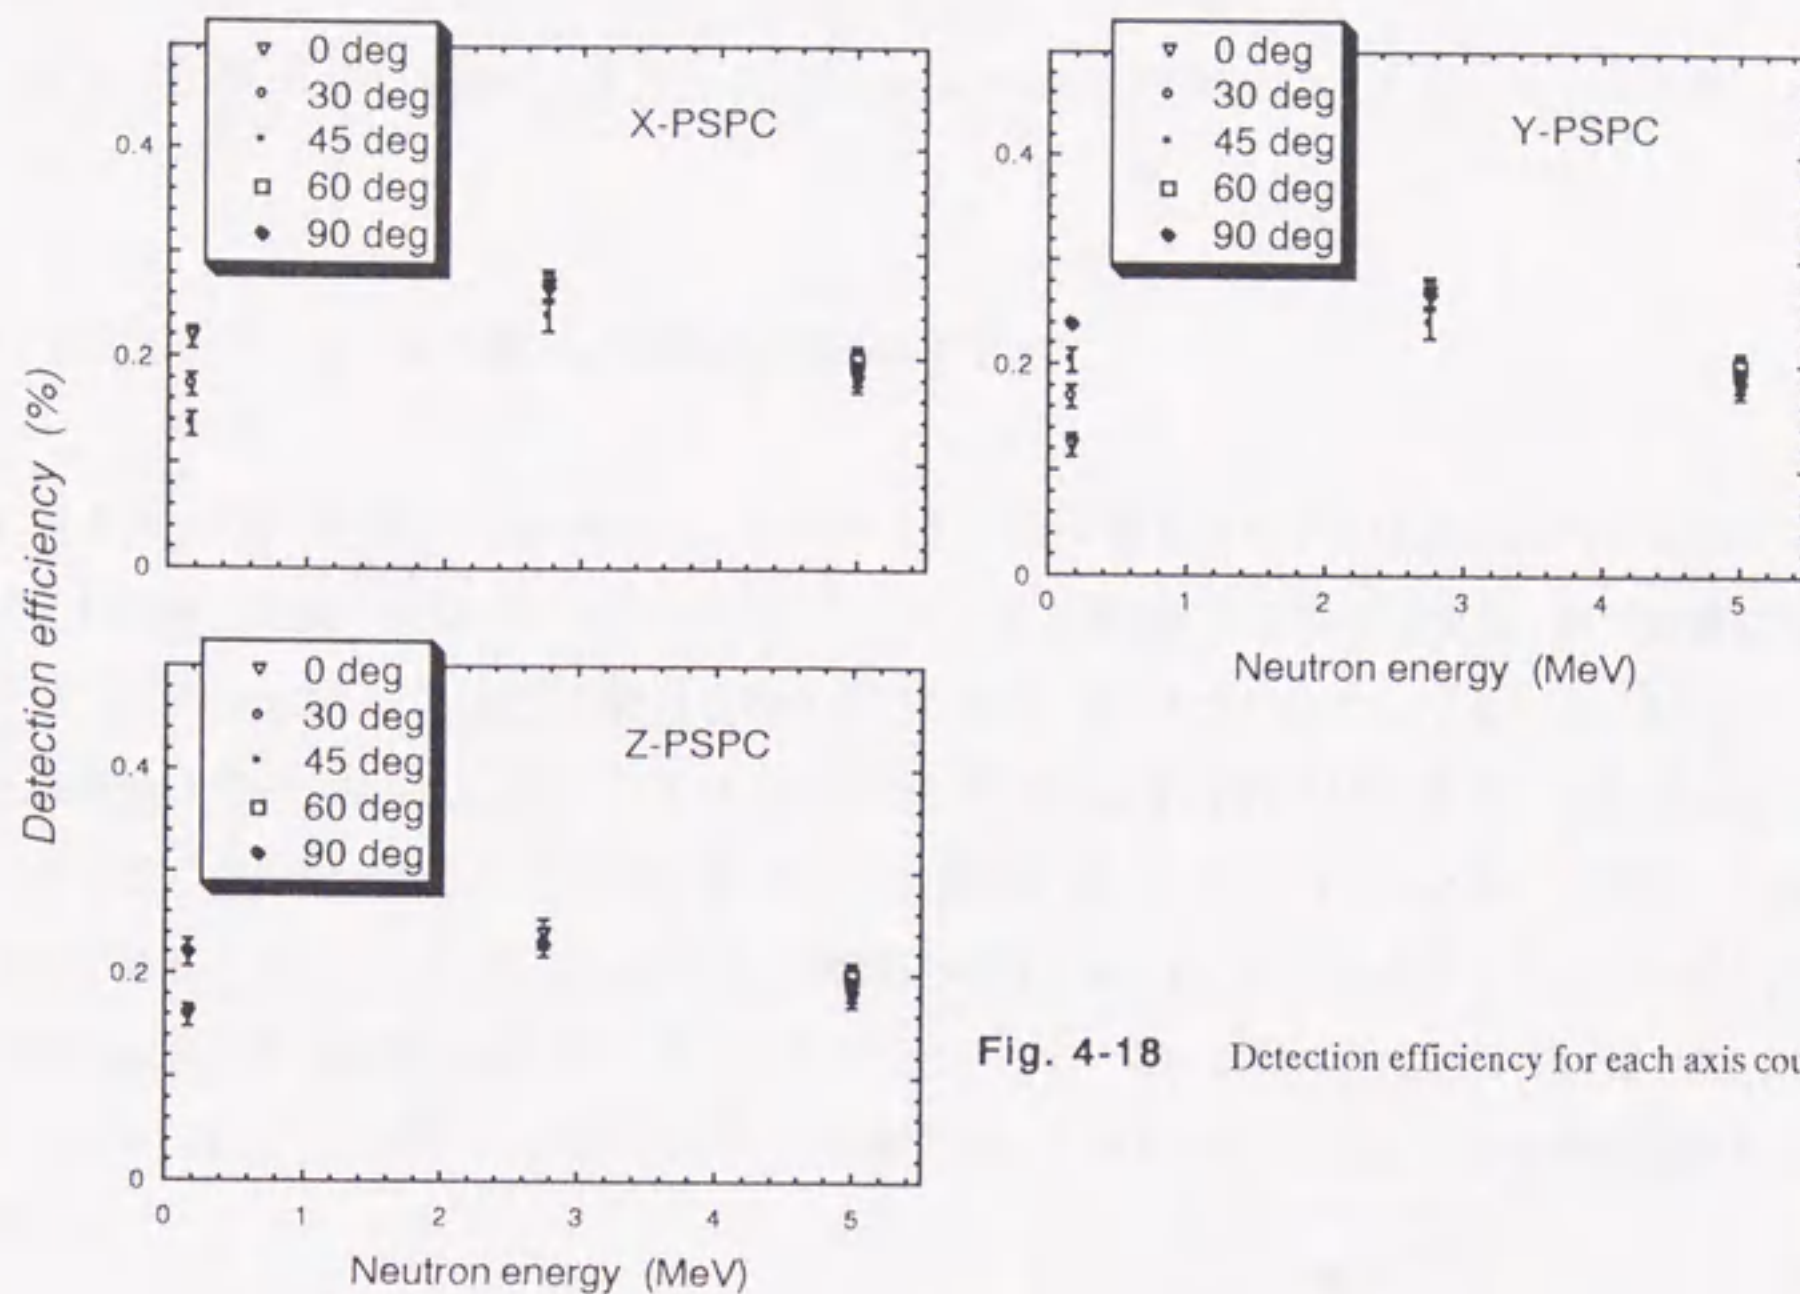 Detection efficiency (%)
0 deg
30 deg
45 deg
60 deg
90 deg
X-PSPC
0.4
0.2
0
0 deg
30 deg
45 deg
60 deg
90 deg
Y-PSPC
0.4
0.2
0
0 1 2 3 4 5
Neutron energy (MeV)
0 deg
30 deg
45 deg
60 deg
90 deg
Z-PSPC
0.4
0.2
0
0 1 2 3 4 5
Neutron energy (MeV)
Fig. 4-18 Detection efficiency for each axis